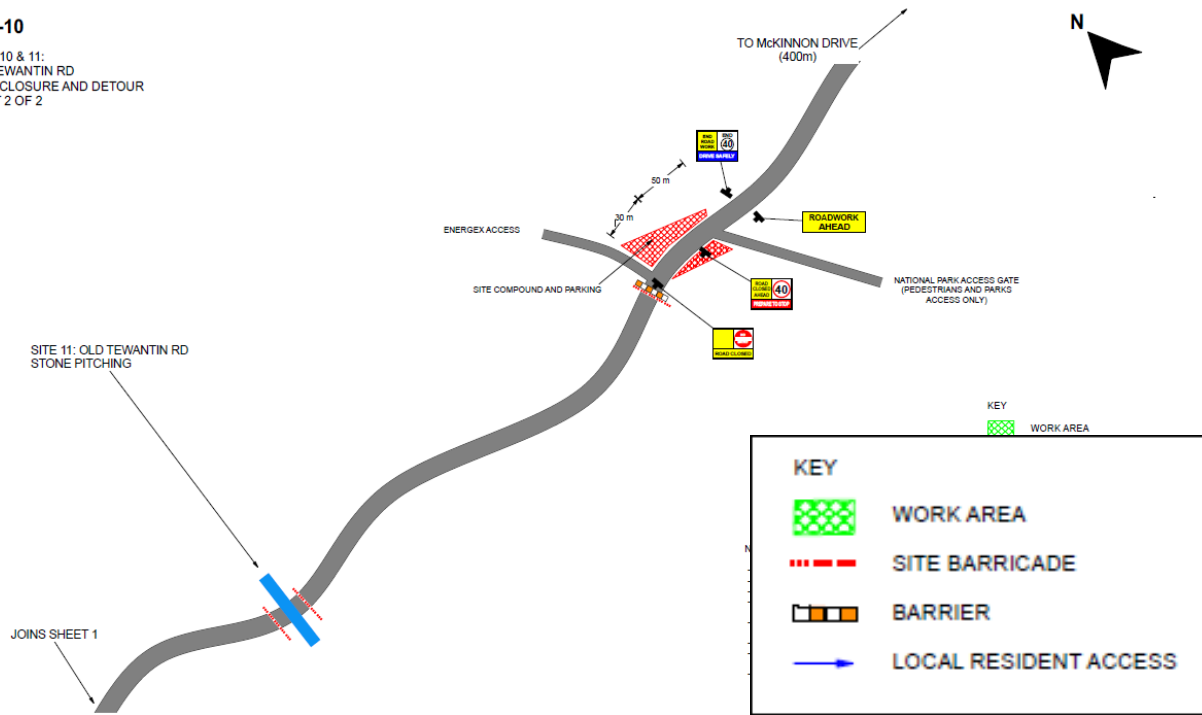 -10
10 & 11:
EWANTIN RD
CLOSURE AND DETOUR
2 OF 2
TO McKINNON DRIVE
(400m)
N
END
ROAD
WORK
END
40
DRIVE SAFELY
50 m
30 m
ROADWORK
AHEAD
ENERGEX ACCESS
SITE COMPOUND AND PARKING
ROAD
CLOSED
AHEAD
40
PREPARE TO STOP
NATIONAL PARK ACCESS GATE
(PEDESTRIANS AND PARKS
ACCESS ONLY)
ROAD CLOSED
SITE 11: OLD TEWANTIN RD
STONE PITCHING
KEY
WORK AREA
KEY
WORK AREA
SITE BARRICADE
BARRIER
LOCAL RESIDENT ACCESS
N
JOINS SHEET 1